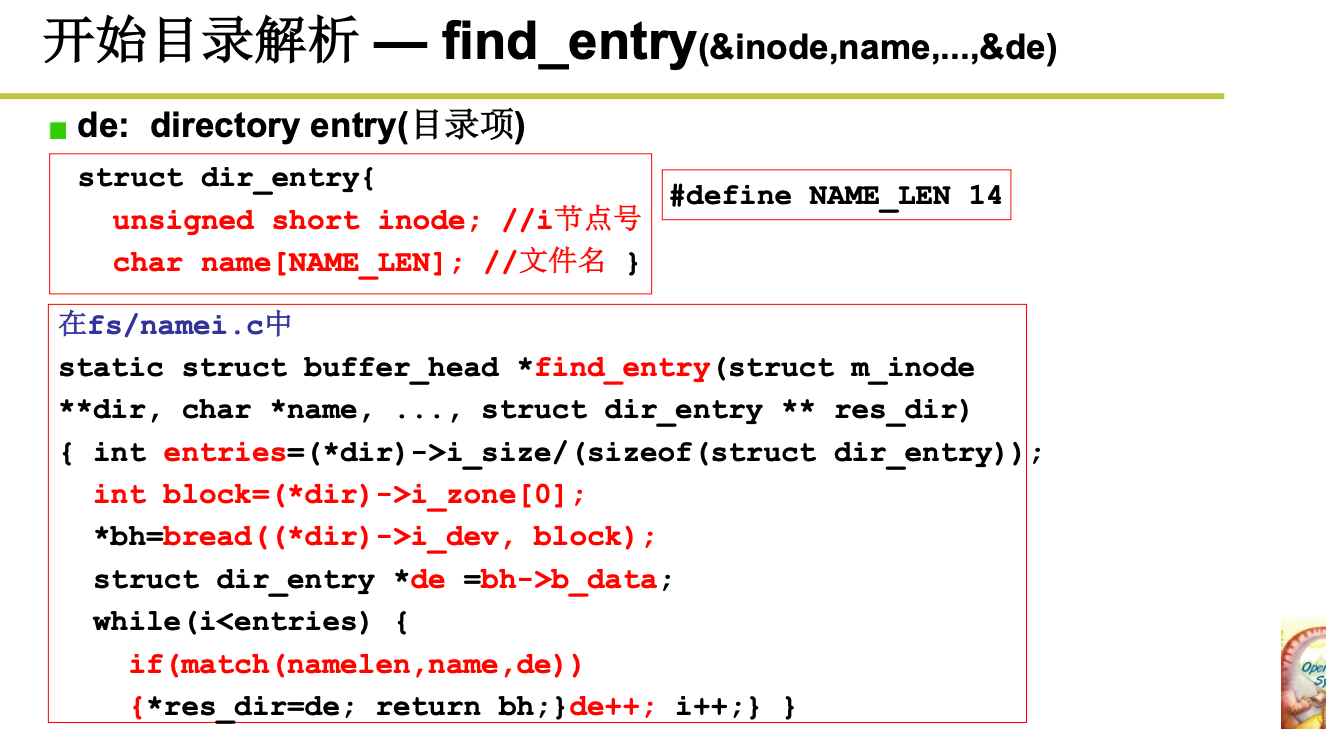 开始目录解析 — find_entry(&inode,name,...,&de)
de: directory entry(目录项)
struct dir_entry{
unsigned short inode; //i节点号
char name[NAME_LEN]; //文件名 }
#define NAME_LEN 14
在fs/namei.c中
static struct buffer_head *find_entry(struct m_inode
**dir, char *name, ..., struct dir_entry ** res_dir)
{ int entries=(*dir)->i_size/(sizeof(struct dir_entry));
int block=(*dir)->i_zone[0];
*bh=bread((*dir)->i_dev, block);
struct dir_entry *de =bh->b_data;
while(i<entries) {
if(match(namelen,name,de))
{*res_dir=de; return bh;}de++; i++;} }